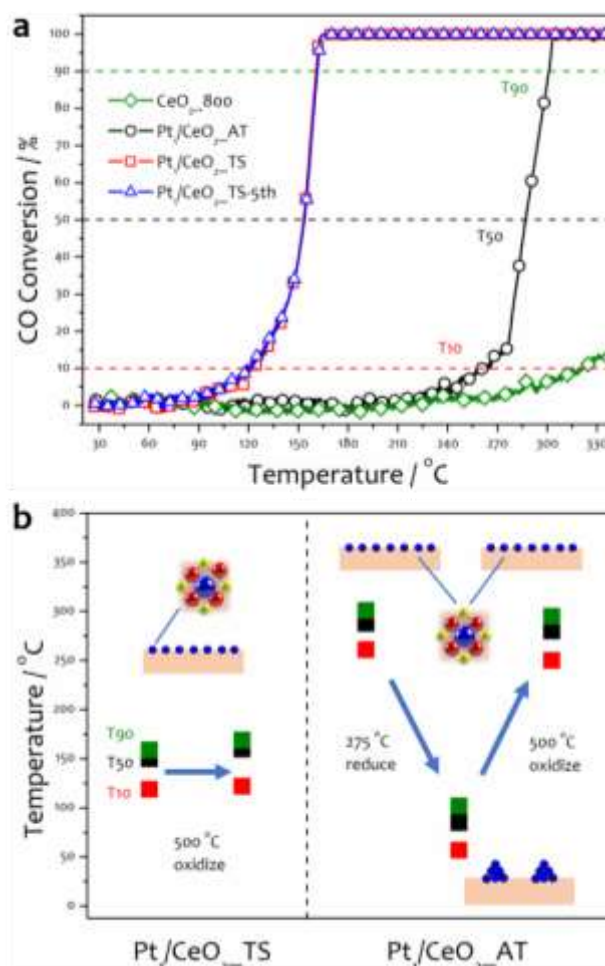 a
CO Conversion / %
100
90
80
70
60
50
40
30
20
10
0
CeO₂_800
Pt₁/CeO₂_AT
Pt₁/CeO₂_TS
Pt₁/CeO₂_TS-5th
T90
T50
T10
30 60 90 120 150 180 210 240 270 300 330
Temperature / °C
b
Temperature / °C
400
350
300
250
200
150
100
50
0
T90
T50
T10
500 °C
oxidize
275 °C
reduce
500 °C
oxidize
Pt₁/CeO₂_TS
Pt₁/CeO₂_AT